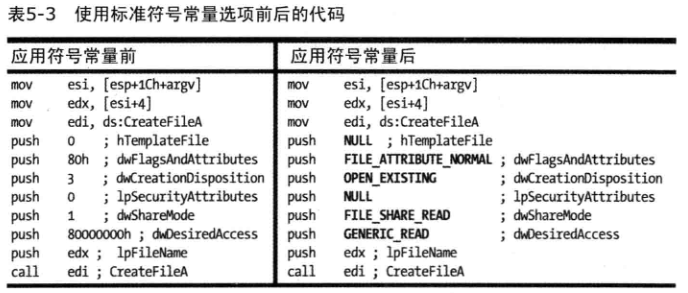 表5-3 使用标准符号常量选项前后的代码
应用符号常量前 应用符号常量后
mov esi, [esp+1Ch+argv] mov esi, [esp+1Ch+argv]
mov edx, [esi+4] mov edx, [esi+4]
mov edi, ds:CreateFileA mov edi, ds:CreateFileA
push 0 ; hTemplateFile push NULL ; hTemplateFile
push 80h ; dwFlagsAndAttributes push FILE_ATTRIBUTE_NORMAL ; dwFlagsAndAttributes
push 3 ; dwCreationDisposition push OPEN_EXISTING ; dwCreationDisposition
push 0 ; lpSecurityAttributes push NULL ; lpSecurityAttributes
push 1 ; dwShareMode push FILE_SHARE_READ ; dwShareMode
push 80000000h ; dwDesiredAccess push GENERIC_READ ; dwDesiredAccess
push edx ; lpFileName push edx ; lpFileName
call edi ; CreateFileA call edi ; CreateFileA